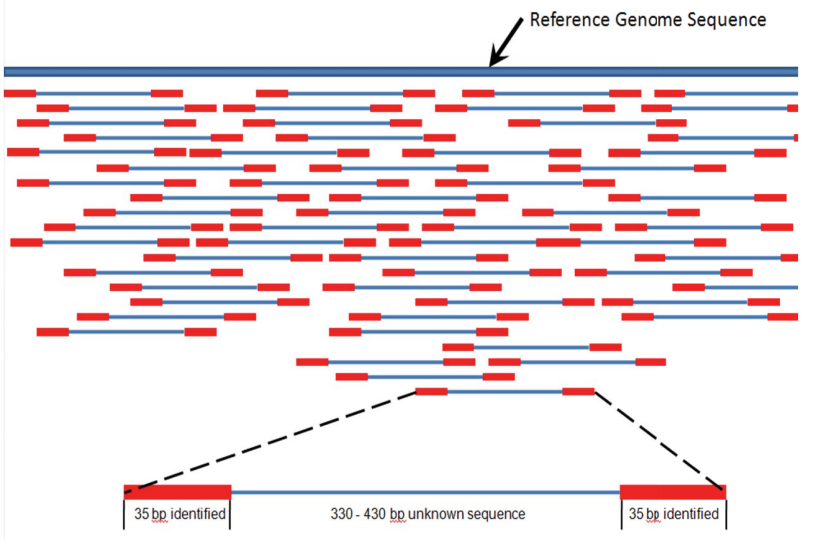 Reference Genome Sequence
35 bp identified
330 - 430 bp unknown sequence
35 bp identified